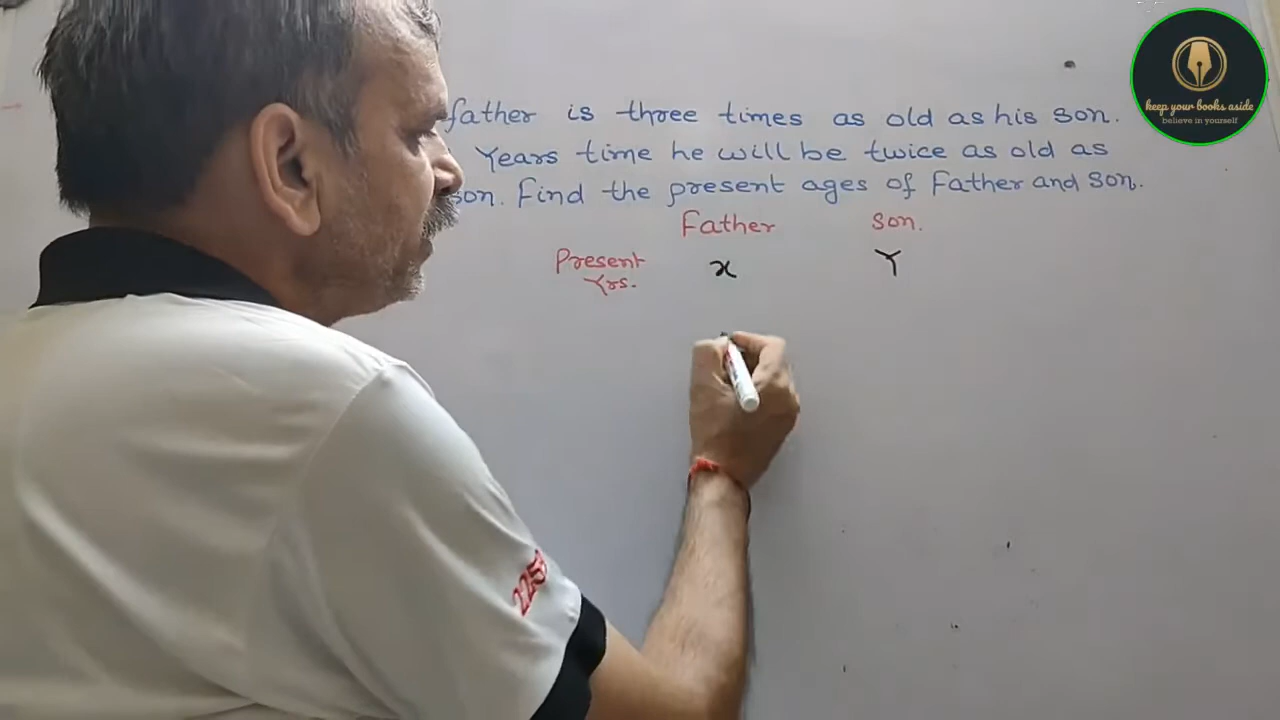 father is three times as old as his son.
Years time he will be twice as old as
son. Find the present ages of Father and son.
Father son.
Present x Y
Yrs.
keep your books aside
believe in yourself